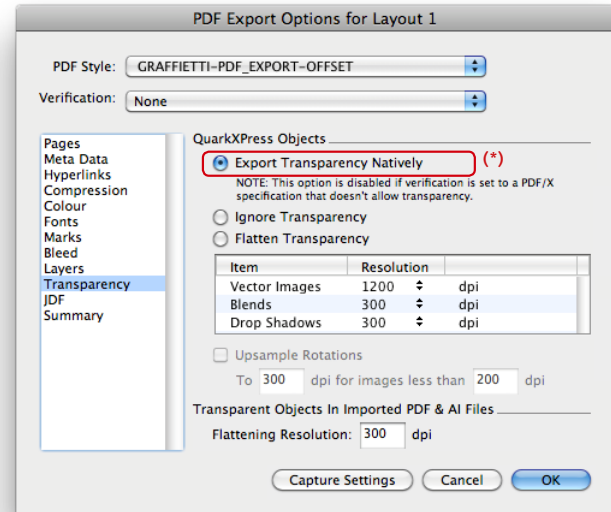 PDF Export Options for Layout 1
PDF Style: GRAFFIETTI-PDF_EXPORT-OFFSET
Verification: None
Pages
Meta Data
Hyperlinks
Compression
Colour
Fonts
Marks
Bleed
Layers
Transparency
JDF
Summary
QuarkXPress Objects
Export Transparency Natively (*)
NOTE: This option is disabled if verification is set to a PDF/X
specification that doesn't allow transparency.
Ignore Transparency
Flatten Transparency
Item Resolution
Vector Images 1200 dpi
Blends 300 dpi
Drop Shadows 300 dpi
Upsample Rotations
To 300 dpi for images less than 200 dpi
Transparent Objects In Imported PDF & AI Files
Flattening Resolution: 300 dpi
Capture Settings Cancel OK